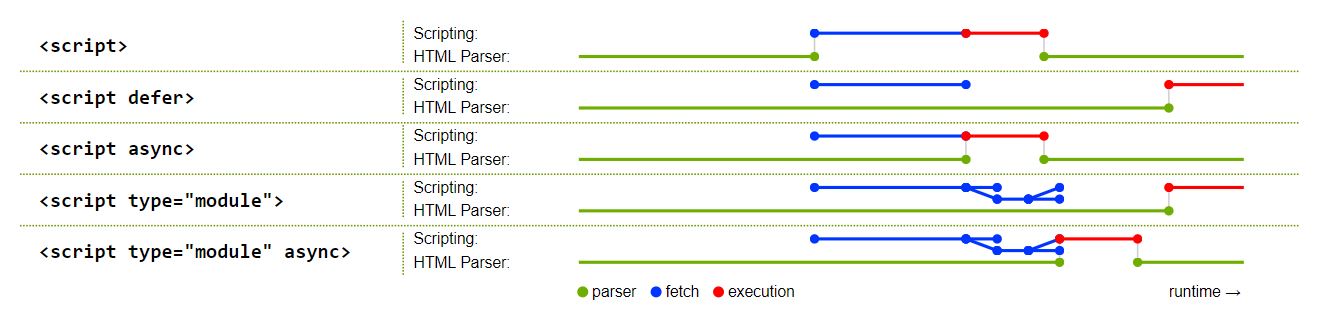 <script>
Scripting:
HTML Parser:
<script defer>
Scripting:
HTML Parser:
<script async>
Scripting:
HTML Parser:
<script type="module">
Scripting:
HTML Parser:
<script type="module" async>
Scripting:
HTML Parser:
parser fetch execution runtime →